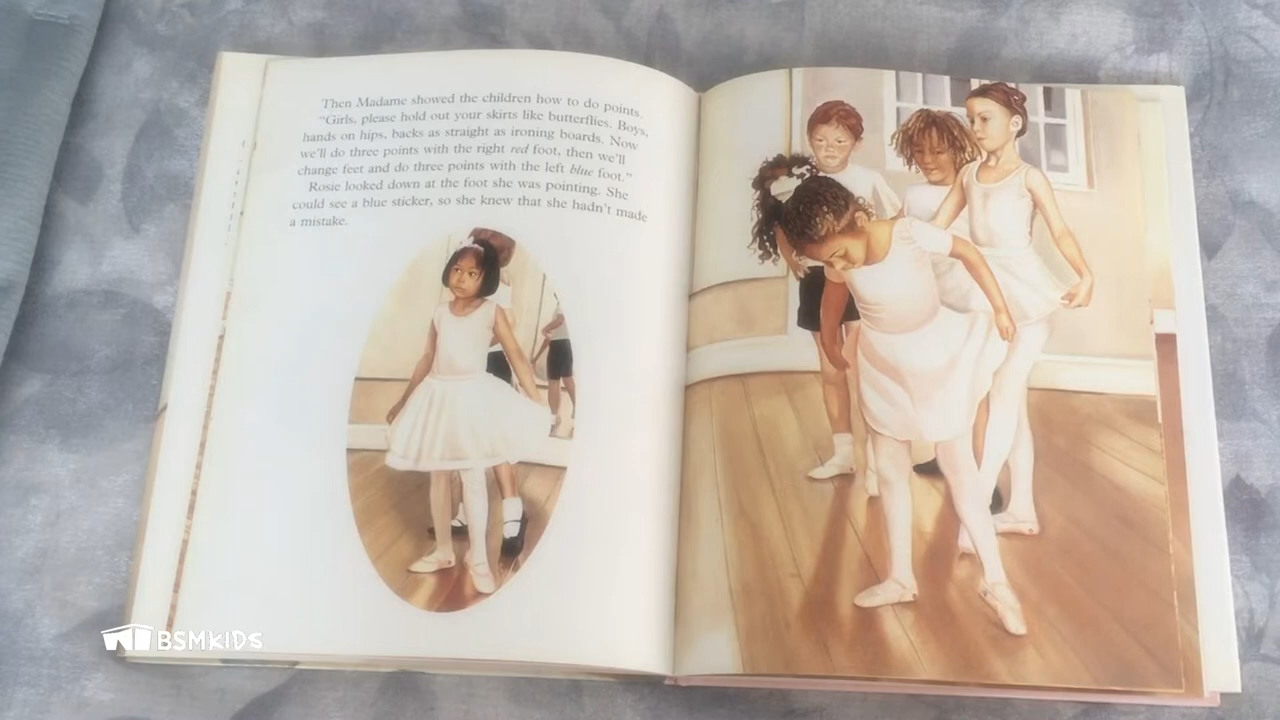 Then Madame showed the children how to do points.
"Girls, please hold out your skirts like butterflies. Boys,
hands on hips, backs as straight as ironing boards. Now
we'll do three points with the right red foot, then we'll
change feet and do three points with the left blue foot."
Rosie looked down at the foot she was pointing. She
could see a blue sticker, so she knew that she hadn't made
a mistake.
BSMKIDS